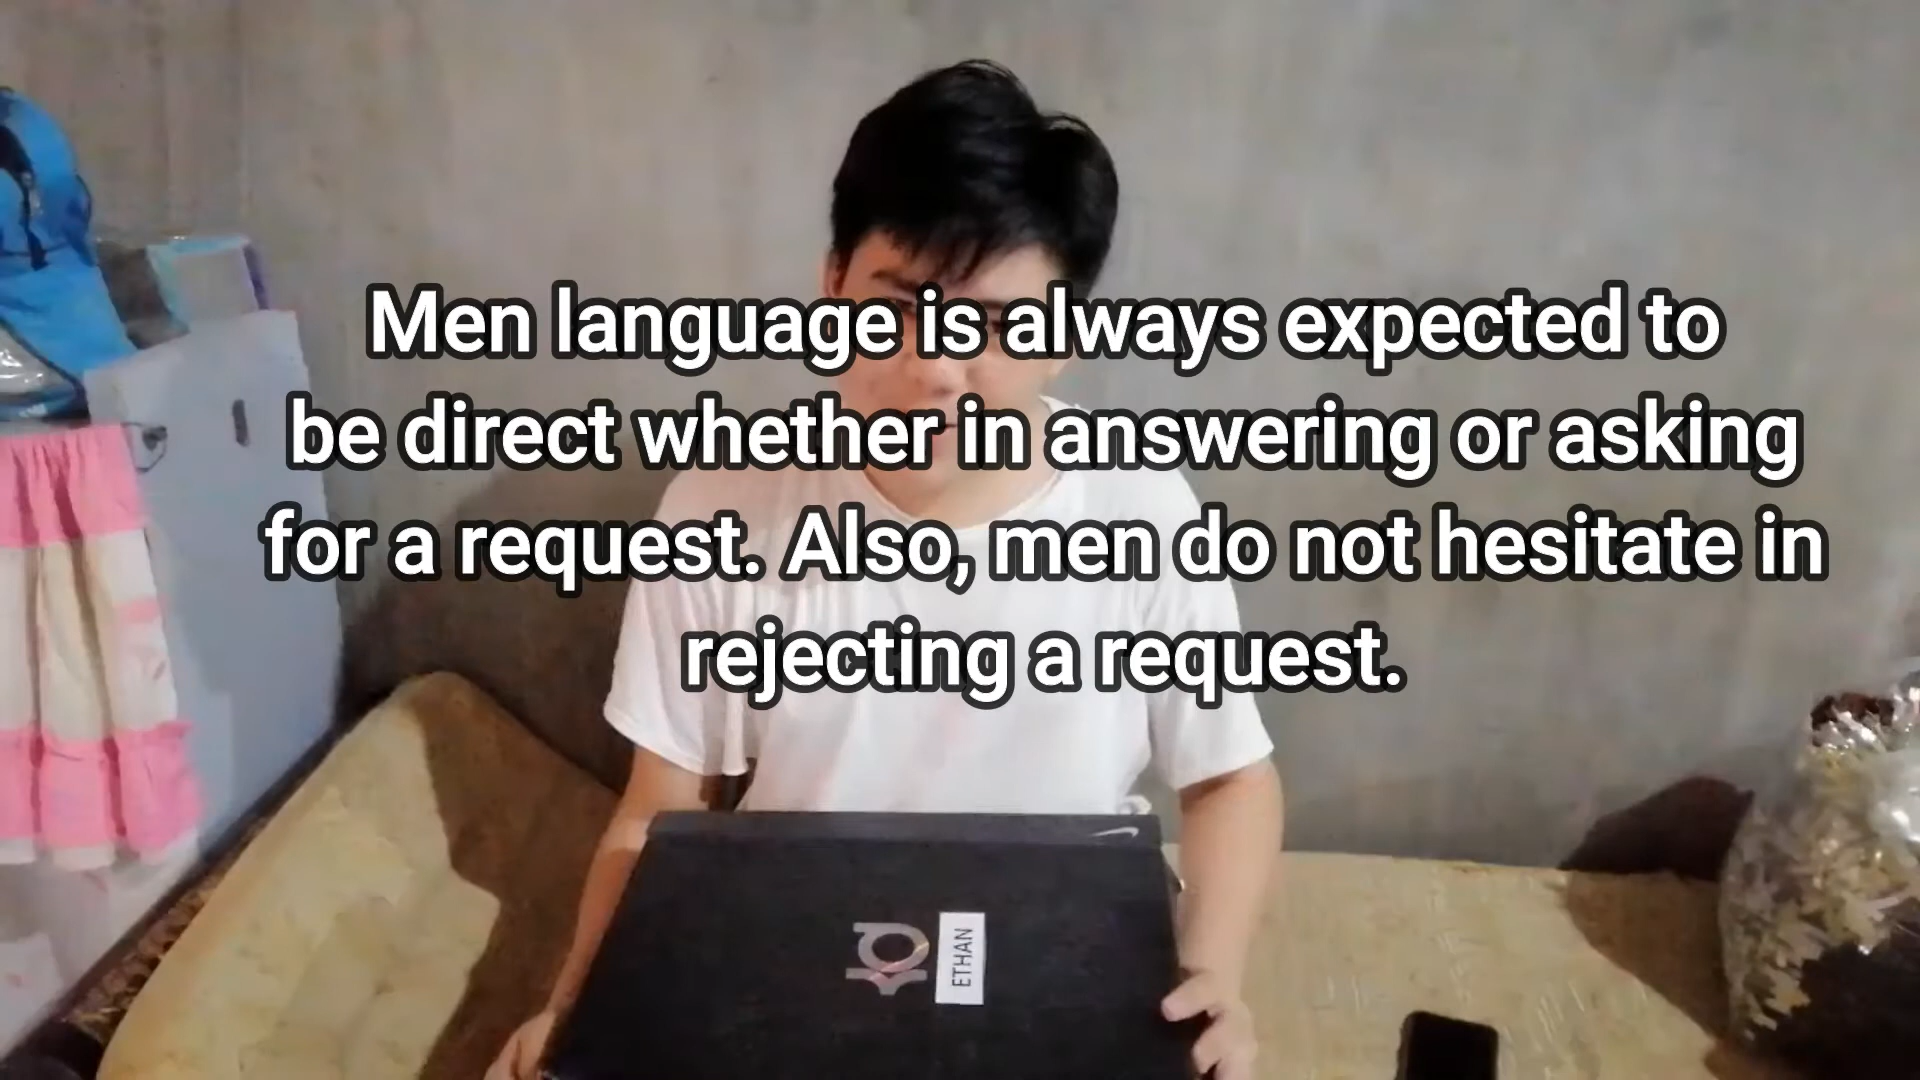 Men language is always expected to
be direct whether in answering or asking
for a request. Also, men do not hesitate in
rejecting a request.
ETHAN